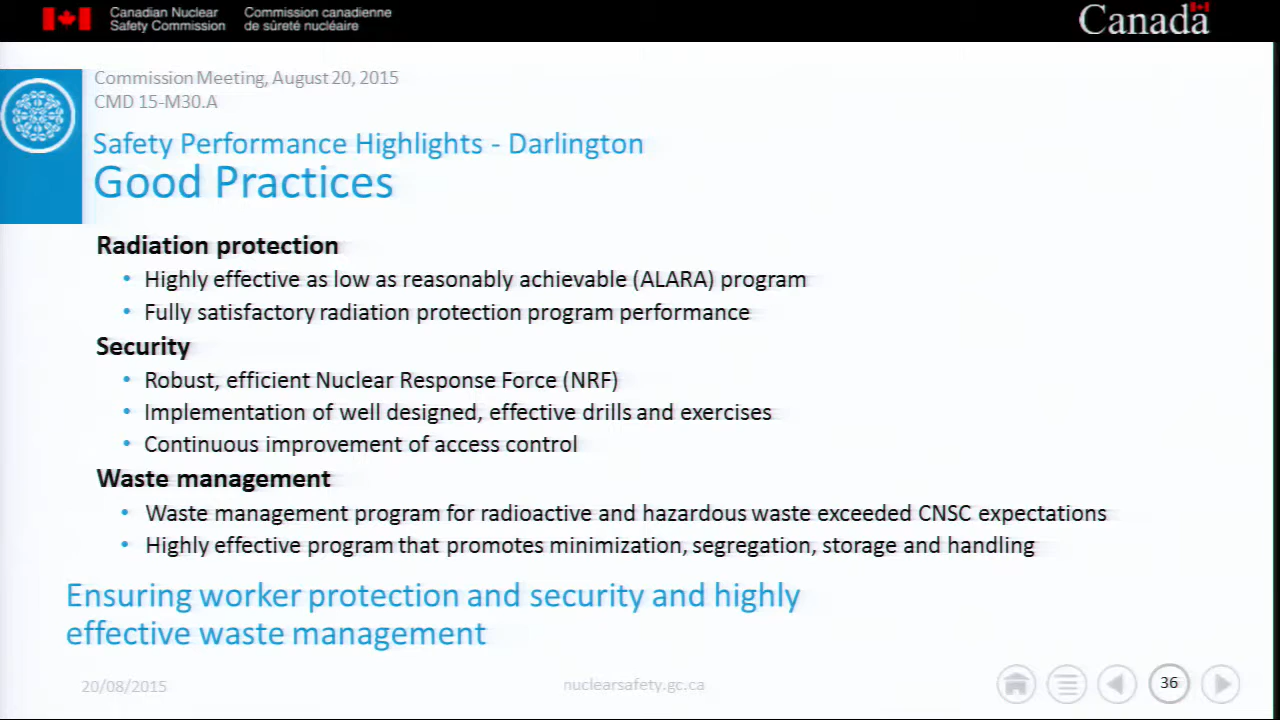 Canadian Nuclear Safety Commission
Commission canadienne de sûreté nucléaire
Canada
Commission Meeting, August 20, 2015
CMD 15-M30.A
Safety Performance Highlights - Darlington
Good Practices
Radiation protection
• Highly effective as low as reasonably achievable (ALARA) program
• Fully satisfactory radiation protection program performance
Security
• Robust, efficient Nuclear Response Force (NRF)
• Implementation of well designed, effective drills and exercises
• Continuous improvement of access control
Waste management
• Waste management program for radioactive and hazardous waste exceeded CNSC expectations
• Highly effective program that promotes minimization, segregation, storage and handling
Ensuring worker protection and security and highly
effective waste management
20/08/2015
nuclearsafety.gc.ca
36